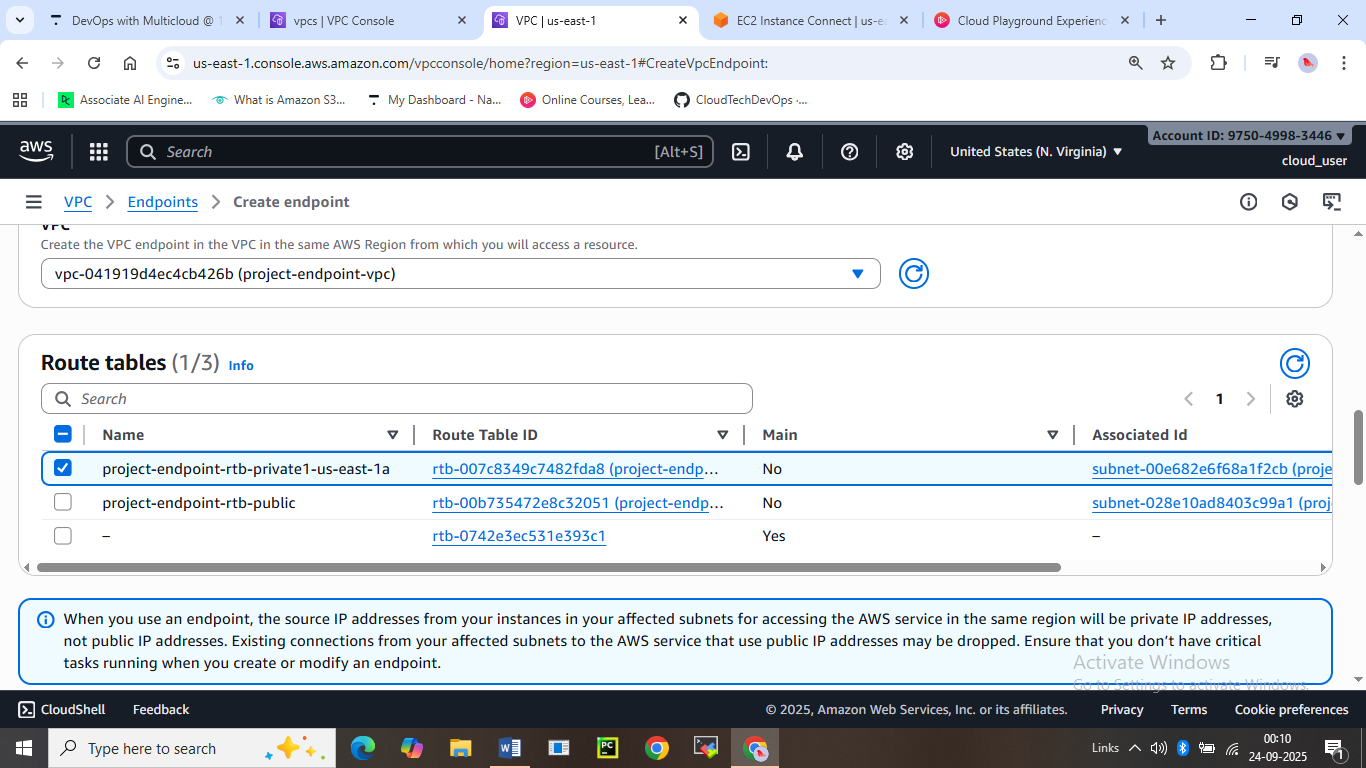 DevOps with Multicloud @ 1
vpcs | VPC Console
VPC | us-east-1
EC2 Instance Connect | us-ea
Cloud Playground Experienc
us-east-1.console.aws.amazon.com/vpcconsole/home?region=us-east-1#CreateVpcEndpoint:
Associate AI Engine...
What is Amazon S3...
My Dashboard - Na...
Online Courses, Lea...
CloudTechDevOps -...
aws
Search
[Alt+S]
United States (N. Virginia)
Account ID: 9750-4998-3446
cloud_user
VPC
Endpoints
Create endpoint
VPC
Create the VPC endpoint in the VPC in the same AWS Region from which you will access a resource.
vpc-041919d4ec4cb426b (project-endpoint-vpc)
Route tables (1/3) Info
Search
1
Name Route Table ID Main Associated Id
project-endpoint-rtb-private1-us-east-1a rtb-007c8349c7482fda8 (project-endp... No subnet-00e682e6f68a1f2cb (proje
project-endpoint-rtb-public rtb-00b735472e8c32051 (project-endp... No subnet-028e10ad8403c99a1 (proj
– rtb-0742e3ec531e393c1 Yes –
When you use an endpoint, the source IP addresses from your instances in your affected subnets for accessing the AWS service in the same region will be private IP addresses,
not public IP addresses. Existing connections from your affected subnets to the AWS service that use public IP addresses may be dropped. Ensure that you don't have critical
tasks running when you create or modify an endpoint.
Activate Windows
Go to Settings to activate Windows.
CloudShell
Feedback
© 2025, Amazon Web Services, Inc. or its affiliates.
Privacy
Terms
Cookie preferences
Type here to search
PC
Links
00:10
24-09-2025
1